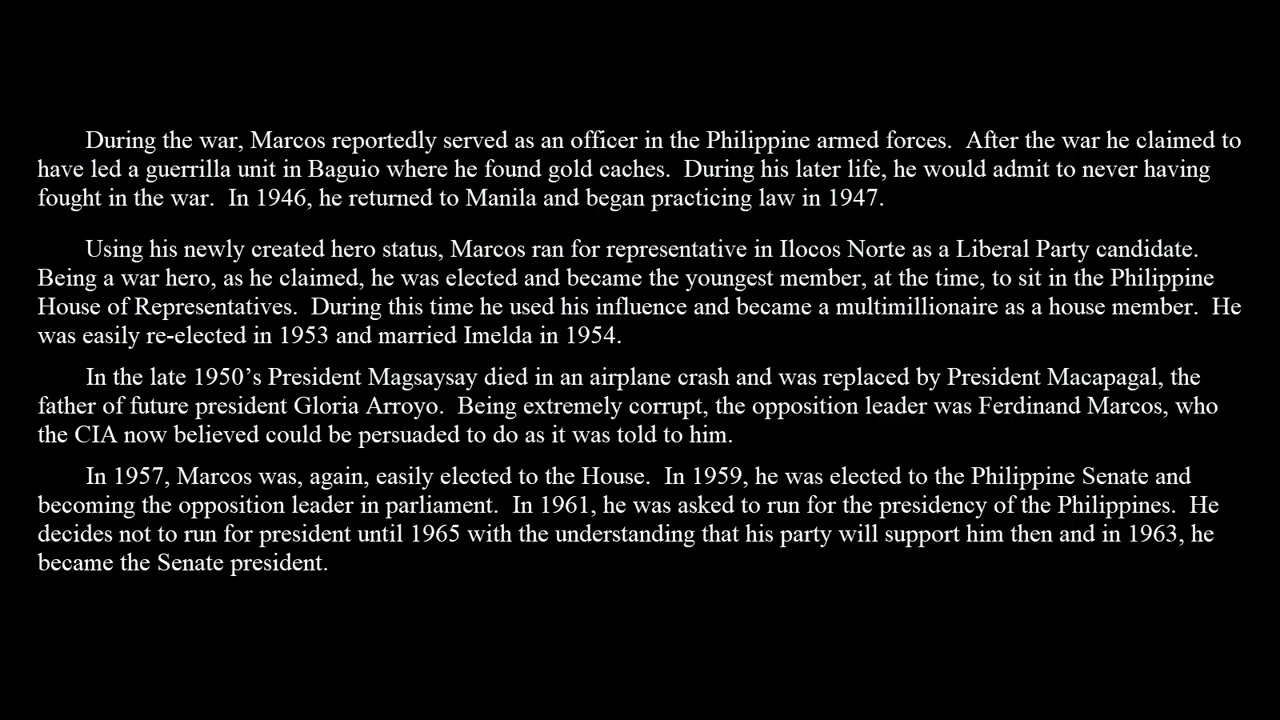 During the war, Marcos reportedly served as an officer in the Philippine armed forces.  After the war he claimed to
have led a guerrilla unit in Baguio where he found gold caches.  During his later life, he would admit to never having
fought in the war.  In 1946, he returned to Manila and began practicing law in 1947.
Using his newly created hero status, Marcos ran for representative in Ilocos Norte as a Liberal Party candidate.
Being a war hero, as he claimed, he was elected and became the youngest member, at the time, to sit in the Philippine
House of Representatives.  During this time he used his influence and became a multimillionaire as a house member.  He
was easily re-elected in 1953 and married Imelda in 1954.
In the late 1950’s President Magsaysay died in an airplane crash and was replaced by President Macapagal, the
father of future president Gloria Arroyo.  Being extremely corrupt, the opposition leader was Ferdinand Marcos, who
the CIA now believed could be persuaded to do as it was told to him.
In 1957, Marcos was, again, easily elected to the House.  In 1959, he was elected to the Philippine Senate and
becoming the opposition leader in parliament.  In 1961, he was asked to run for the presidency of the Philippines.  He
decides not to run for president until 1965 with the understanding that his party will support him then and in 1963, he
became the Senate president.